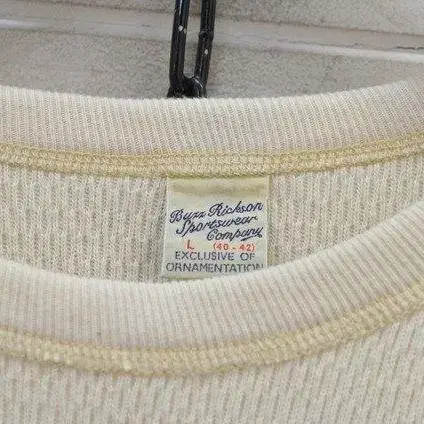 Buzz Rickson
Sportswear
Company
L (40-42)
EXCLUSIVE OF
ORNAMENTATION